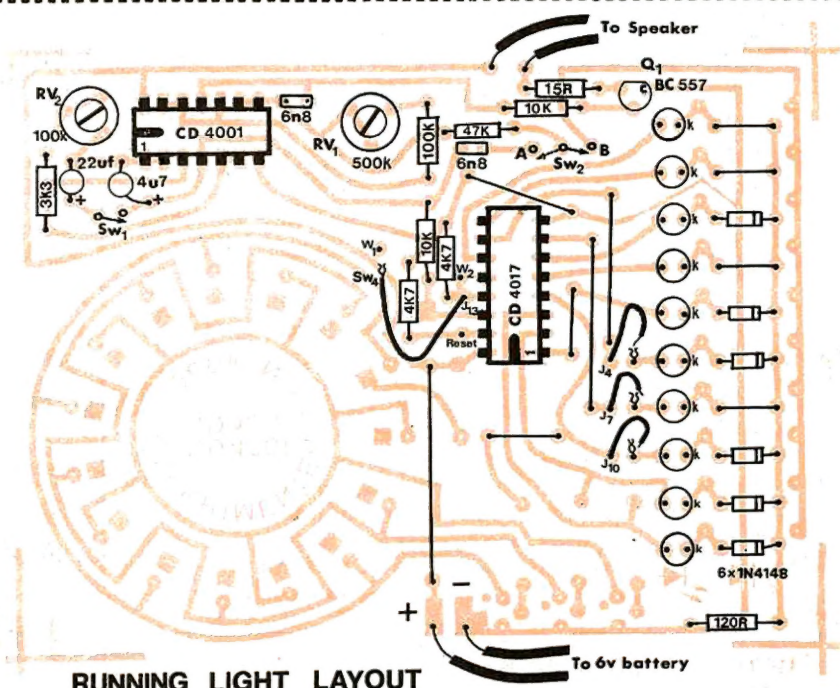 To Speaker
Q1
BC 557
15R
10K
RV2
100k
CD 4001
1
6n8
RV1
500k
100K
47K
6n8
A
B
Sw2
3K3
22uf
+
4u7
+
Sw1
W1
Sw4
10K
4K7
4K7
W2
J13
Reset
CD 4017
1
k
k
k
k
k
k
k
k
k
k
J4
J7
J10
6x1N4148
120R
+
−
To 6v battery
RUNNING LIGHT LAYOUT